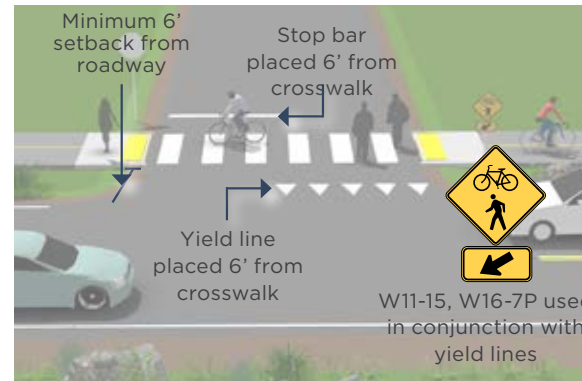 Minimum 6’
setback from
roadway
Stop bar
placed 6’ from
crosswalk
Yield line
placed 6’ from
crosswalk
W11-15, W16-7P used
in conjunction with
yield lines